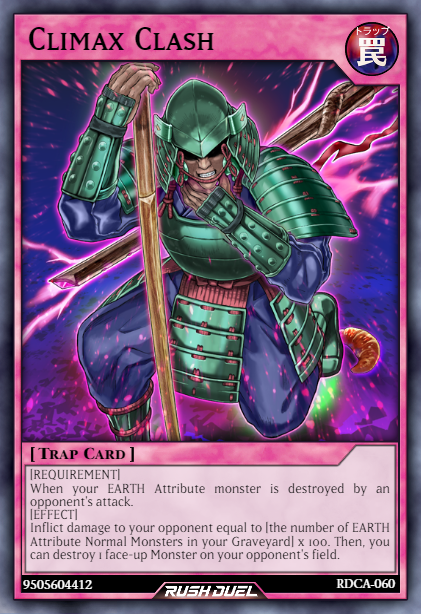 Climax Clash
トラップ
罠
[ Trap Card ]
[REQUIREMENT]
When your EARTH Attribute monster is destroyed by an
opponent's attack.
[EFFECT]
Inflict damage to your opponent equal to [the number of EARTH
Attribute Normal Monsters in your Graveyard] x 100. Then, you
can destroy 1 face-up Monster on your opponent's field.
9505604412
RUSH DUEL
RDCA-060